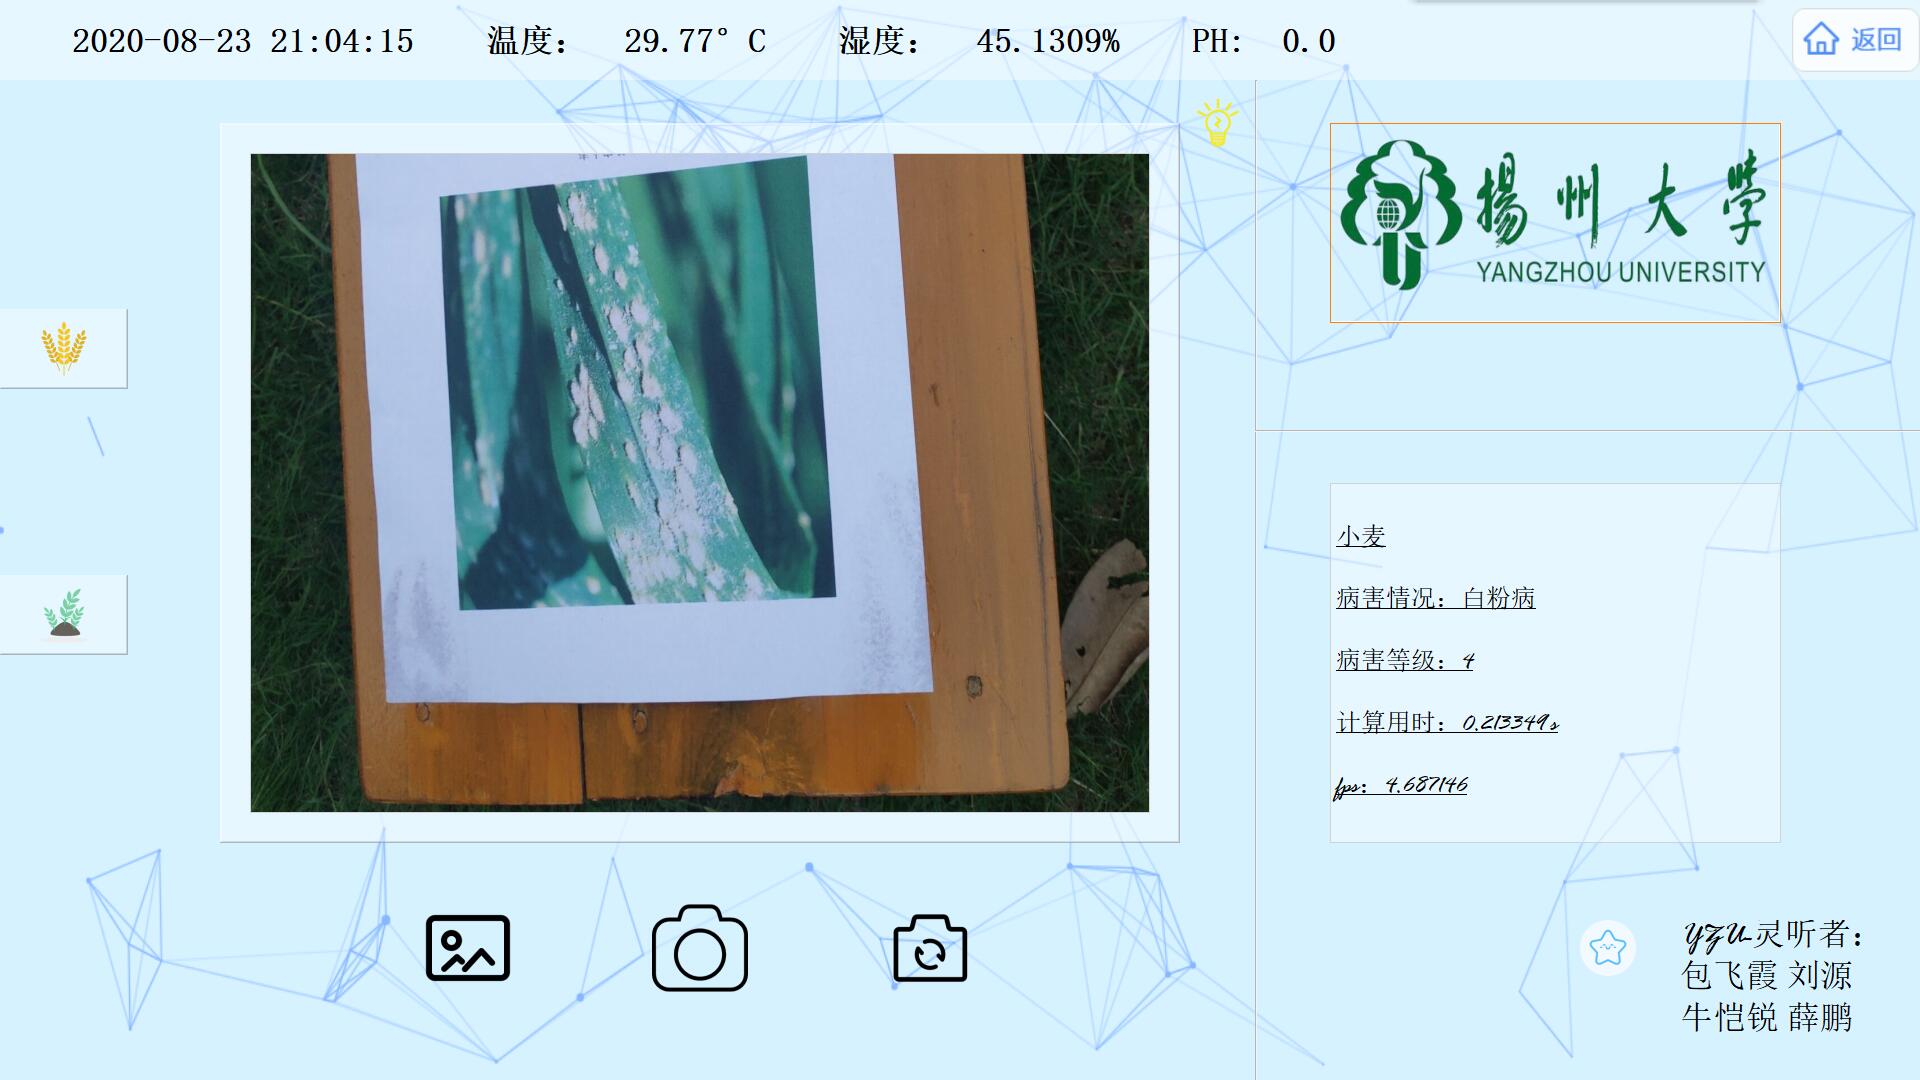 2020-08-23 21:04:15 温度： 29.77° C 湿度： 45.1309% PH: 0.0
返回
揚州大學
YANGZHOU UNIVERSITY
小麦
病害情况：白粉病
病害等级：4
计算用时：0.213349s
fps：4.687146
YZU-灵听者：
包飞霞 刘源
牛恺锐 薛鹏